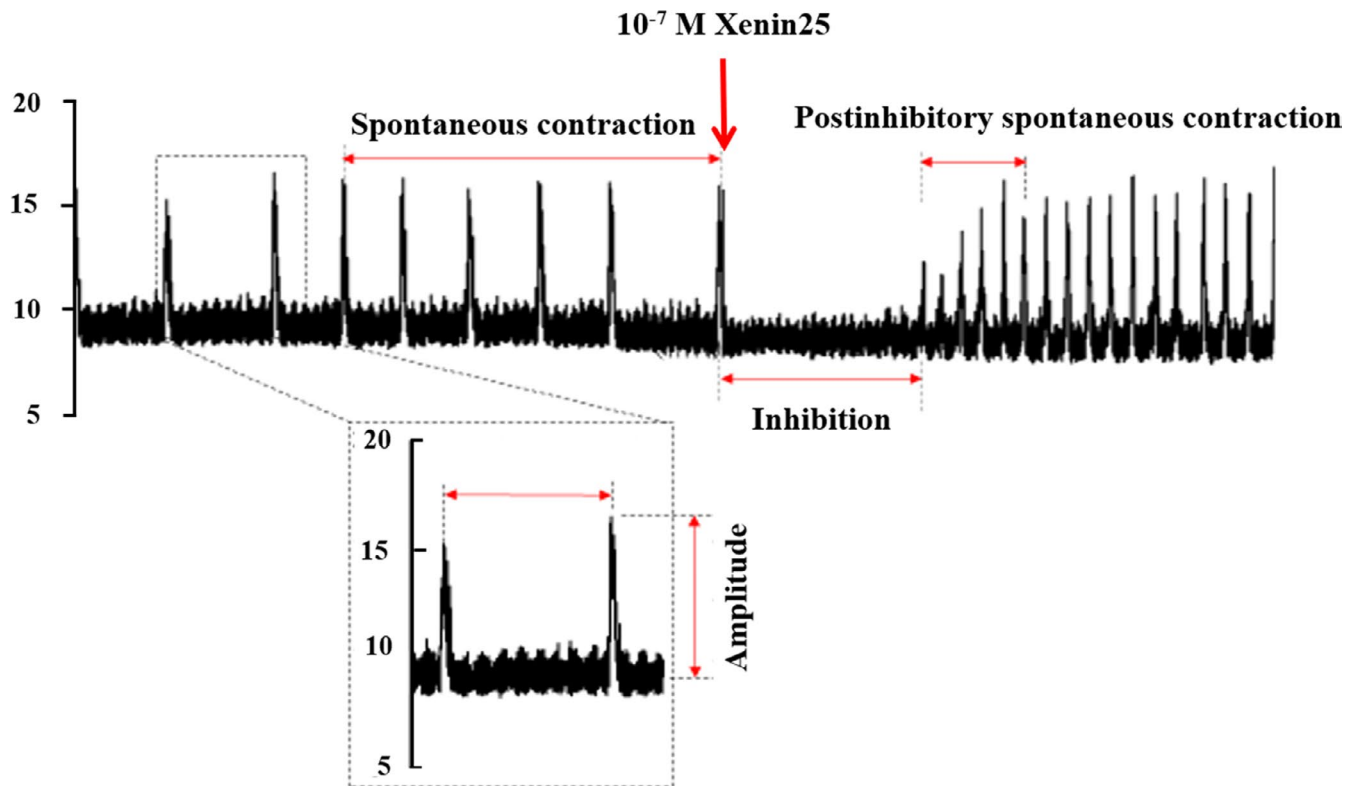 10⁻⁷ M Xenin25
20
Spontaneous contraction
Postinhibitory spontaneous contraction
15
10
5
Inhibition
20
15
10
5
Amplitude